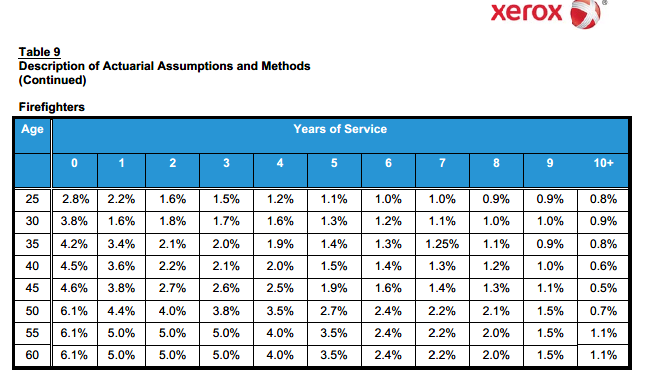 xerox
Table 9
Description of Actuarial Assumptions and Methods
(Continued)
Firefighters
Age Years of Service
0 1 2 3 4 5 6 7 8 9 10+
25 2.8% 2.2% 1.6% 1.5% 1.2% 1.1% 1.0% 1.0% 0.9% 0.9% 0.8%
30 3.8% 1.6% 1.8% 1.7% 1.6% 1.3% 1.2% 1.1% 1.0% 1.0% 0.9%
35 4.2% 3.4% 2.1% 2.0% 1.9% 1.4% 1.3% 1.25% 1.1% 0.9% 0.8%
40 4.5% 3.6% 2.2% 2.1% 2.0% 1.5% 1.4% 1.3% 1.2% 1.0% 0.6%
45 4.6% 3.8% 2.7% 2.6% 2.5% 1.9% 1.6% 1.4% 1.3% 1.1% 0.5%
50 6.1% 4.4% 4.0% 3.8% 3.5% 2.7% 2.4% 2.2% 2.1% 1.5% 0.7%
55 6.1% 5.0% 5.0% 5.0% 4.0% 3.5% 2.4% 2.2% 2.0% 1.5% 1.1%
60 6.1% 5.0% 5.0% 5.0% 4.0% 3.5% 2.4% 2.2% 2.0% 1.5% 1.1%